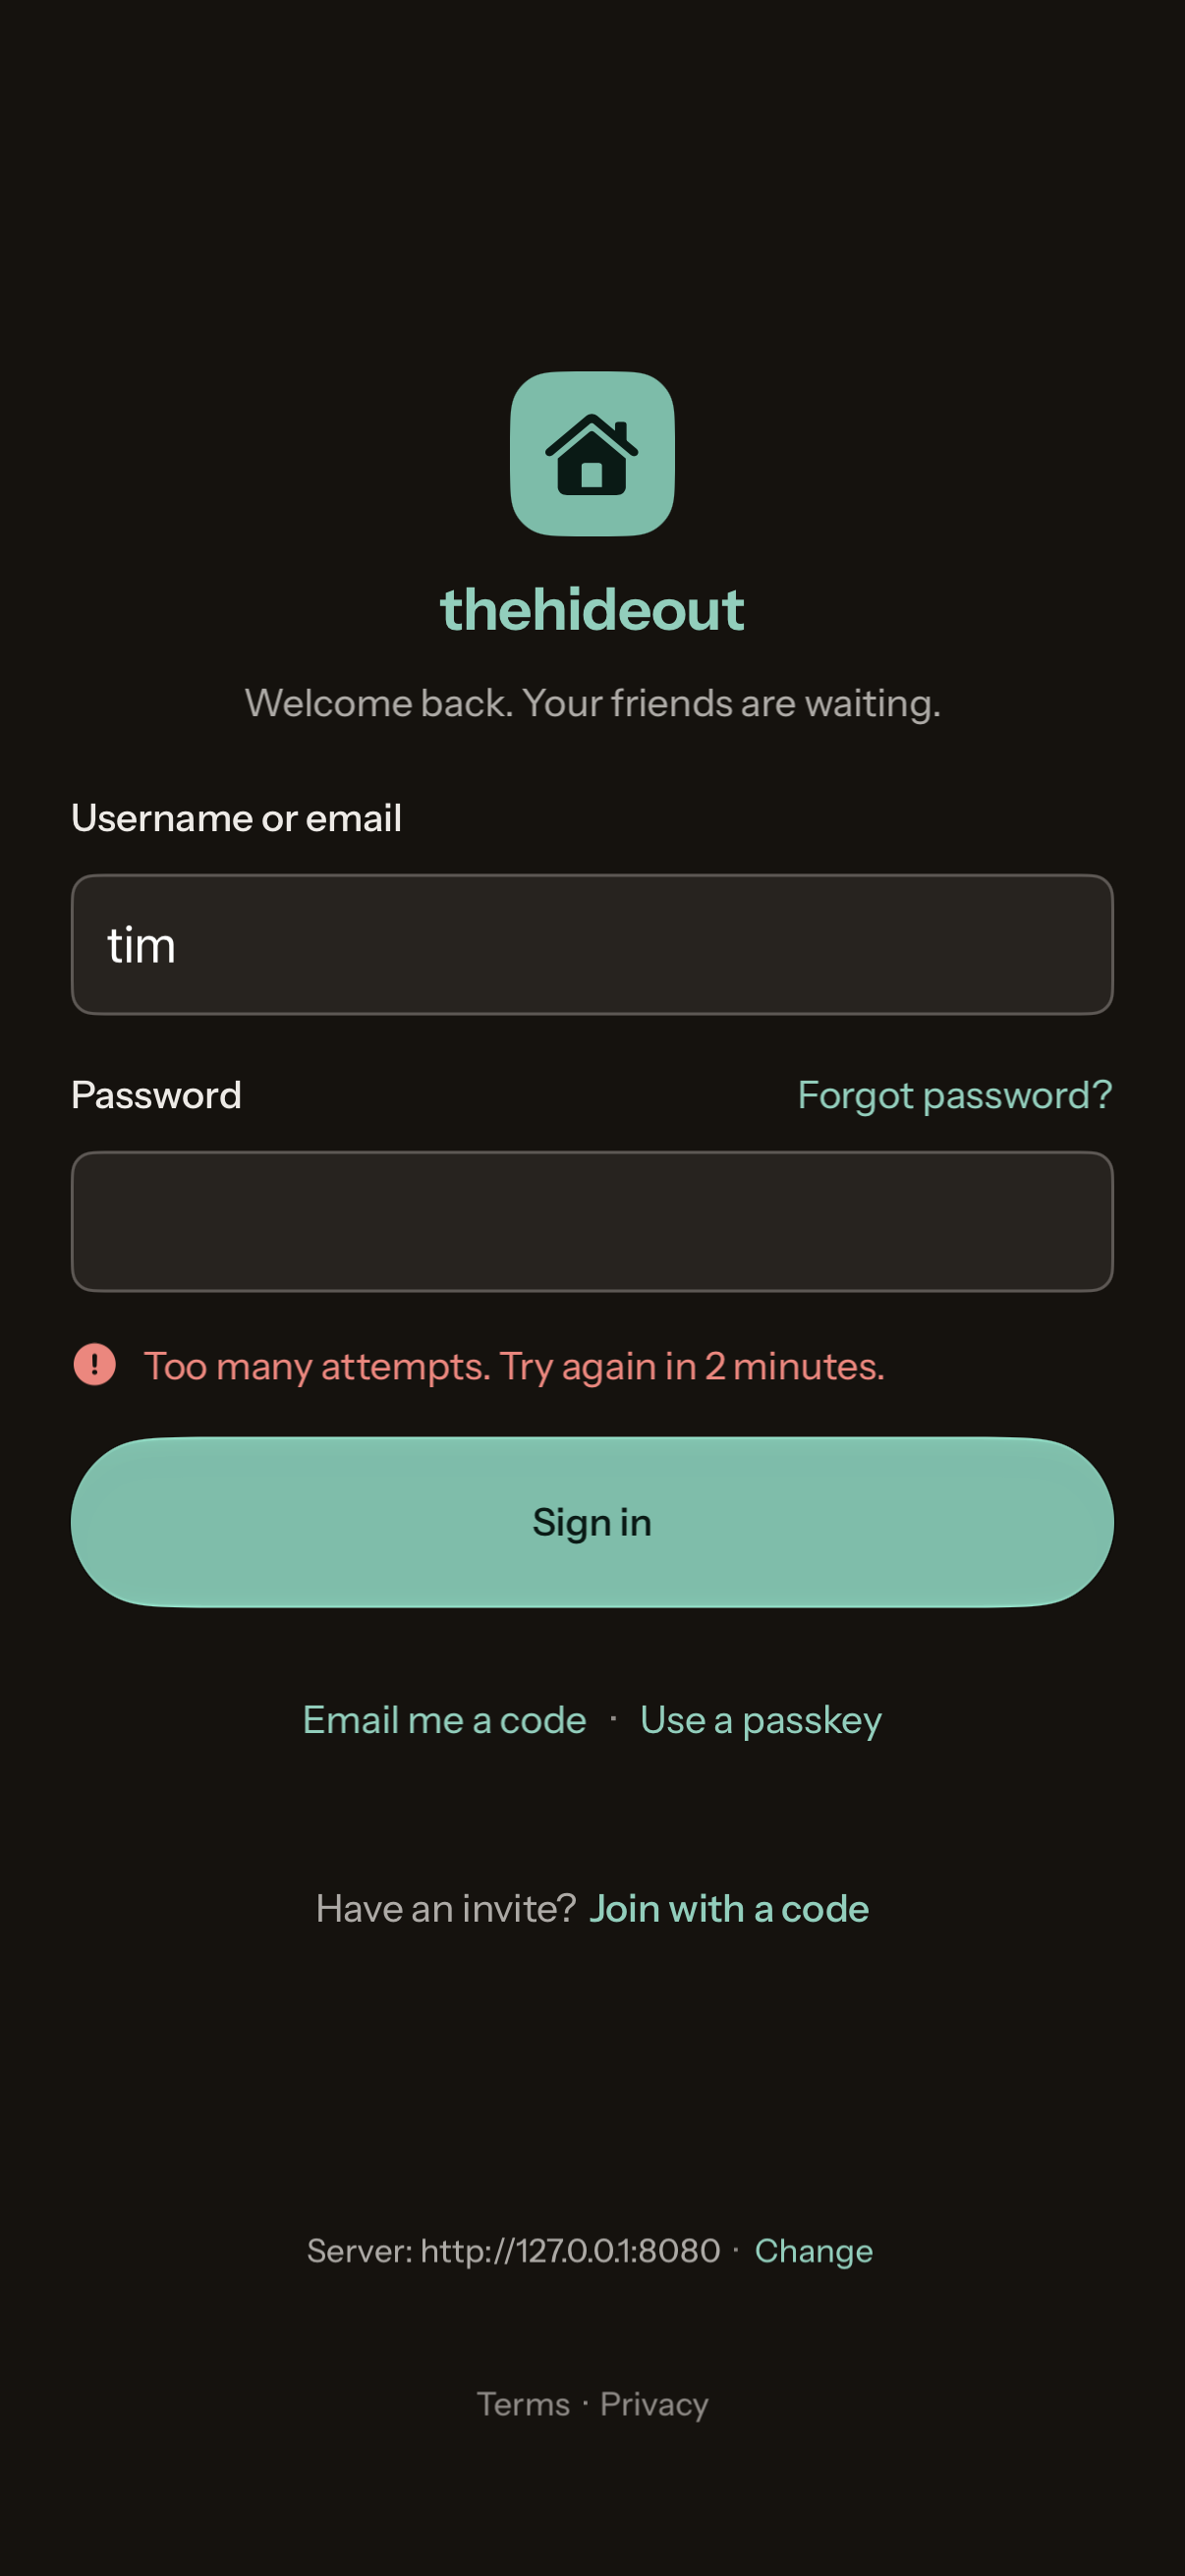 thehideout
Welcome back. Your friends are waiting.
Username or email
tim
Password Forgot password?
Too many attempts. Try again in 2 minutes.
Sign in
Email me a code · Use a passkey
Have an invite? Join with a code
Server: http://127.0.0.1:8080 · Change
Terms · Privacy